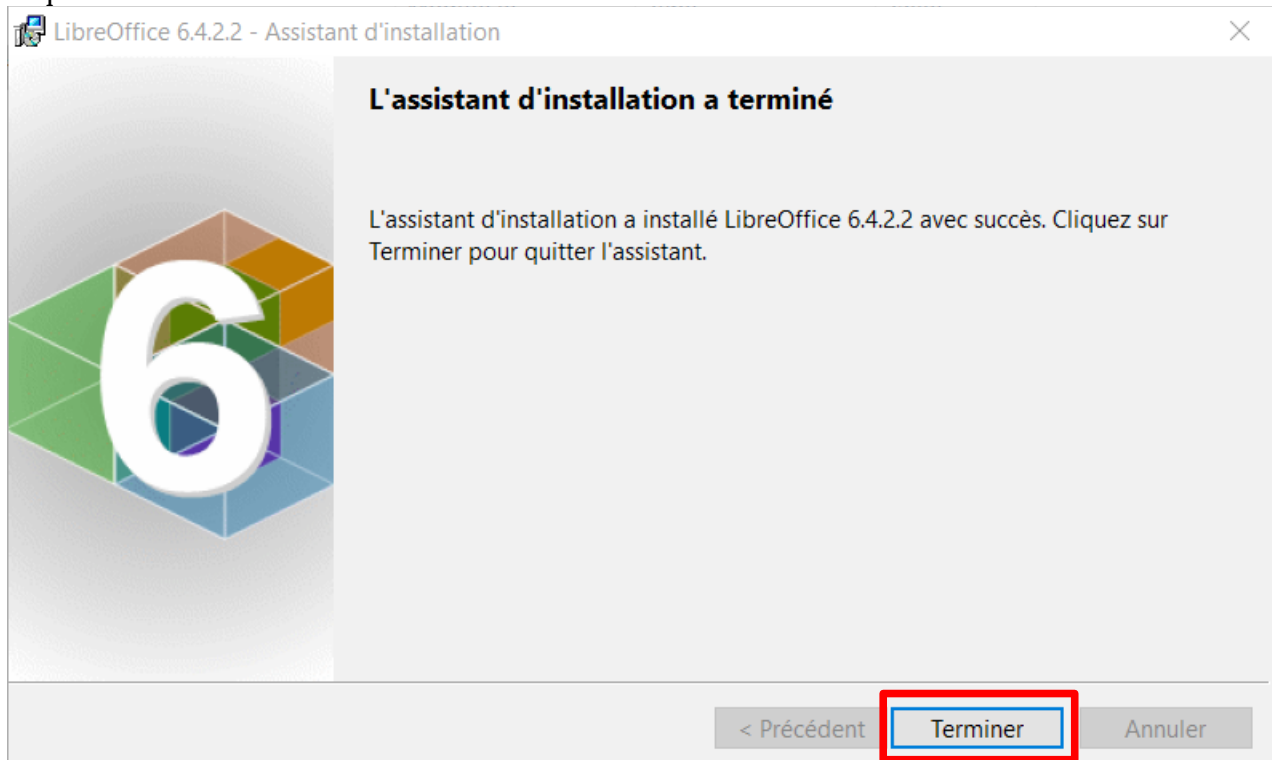 LibreOffice 6.4.2.2 - Assistant d'installation
L'assistant d'installation a terminé
L'assistant d'installation a installé LibreOffice 6.4.2.2 avec succès. Cliquez sur
Terminer pour quitter l'assistant.
6
< Précédent Terminer Annuler